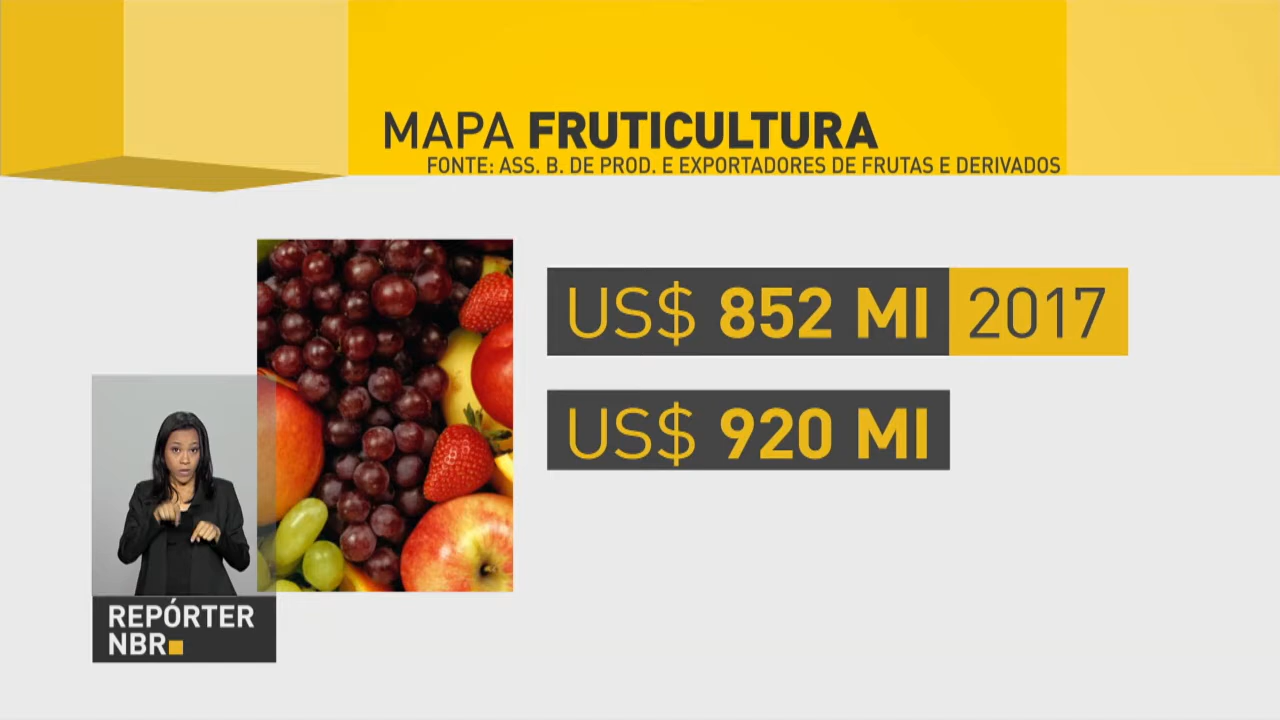 MAPA FRUTICULTURA
FONTE: ASS. B. DE PROD. E EXPORTADORES DE FRUTAS E DERIVADOS
US$ 852 MI 2017
US$ 920 MI
REPÓRTER
NBR